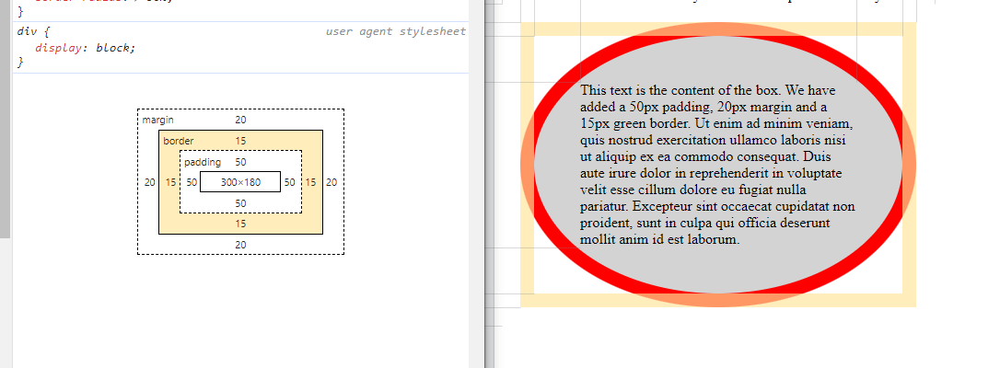 }
div {
user agent stylesheet
display: block;
}
margin 20
border 15
padding 50
20 15 50 300×180 50 15 20
50
15
20
This text is the content of the box. We have
added a 50px padding, 20px margin and a
15px green border. Ut enim ad minim veniam,
quis nostrud exercitation ullamco laboris nisi
ut aliquip ex ea commodo consequat. Duis
aute irure dolor in reprehenderit in voluptate
velit esse cillum dolore eu fugiat nulla
pariatur. Excepteur sint occaecat cupidatat non
proident, sunt in culpa qui officia deserunt
mollit anim id est laborum.